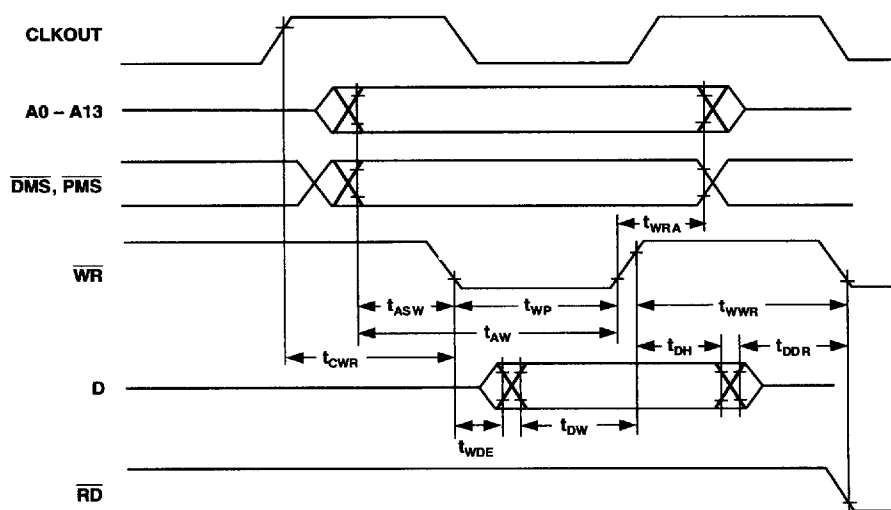 CLKOUT
A0 – A13
DMS, PMS
tWRA
WR
tASW
tWP
tWWR
tAW
tDH
tDDR
tCWR
D
tWDE
tDW
RD